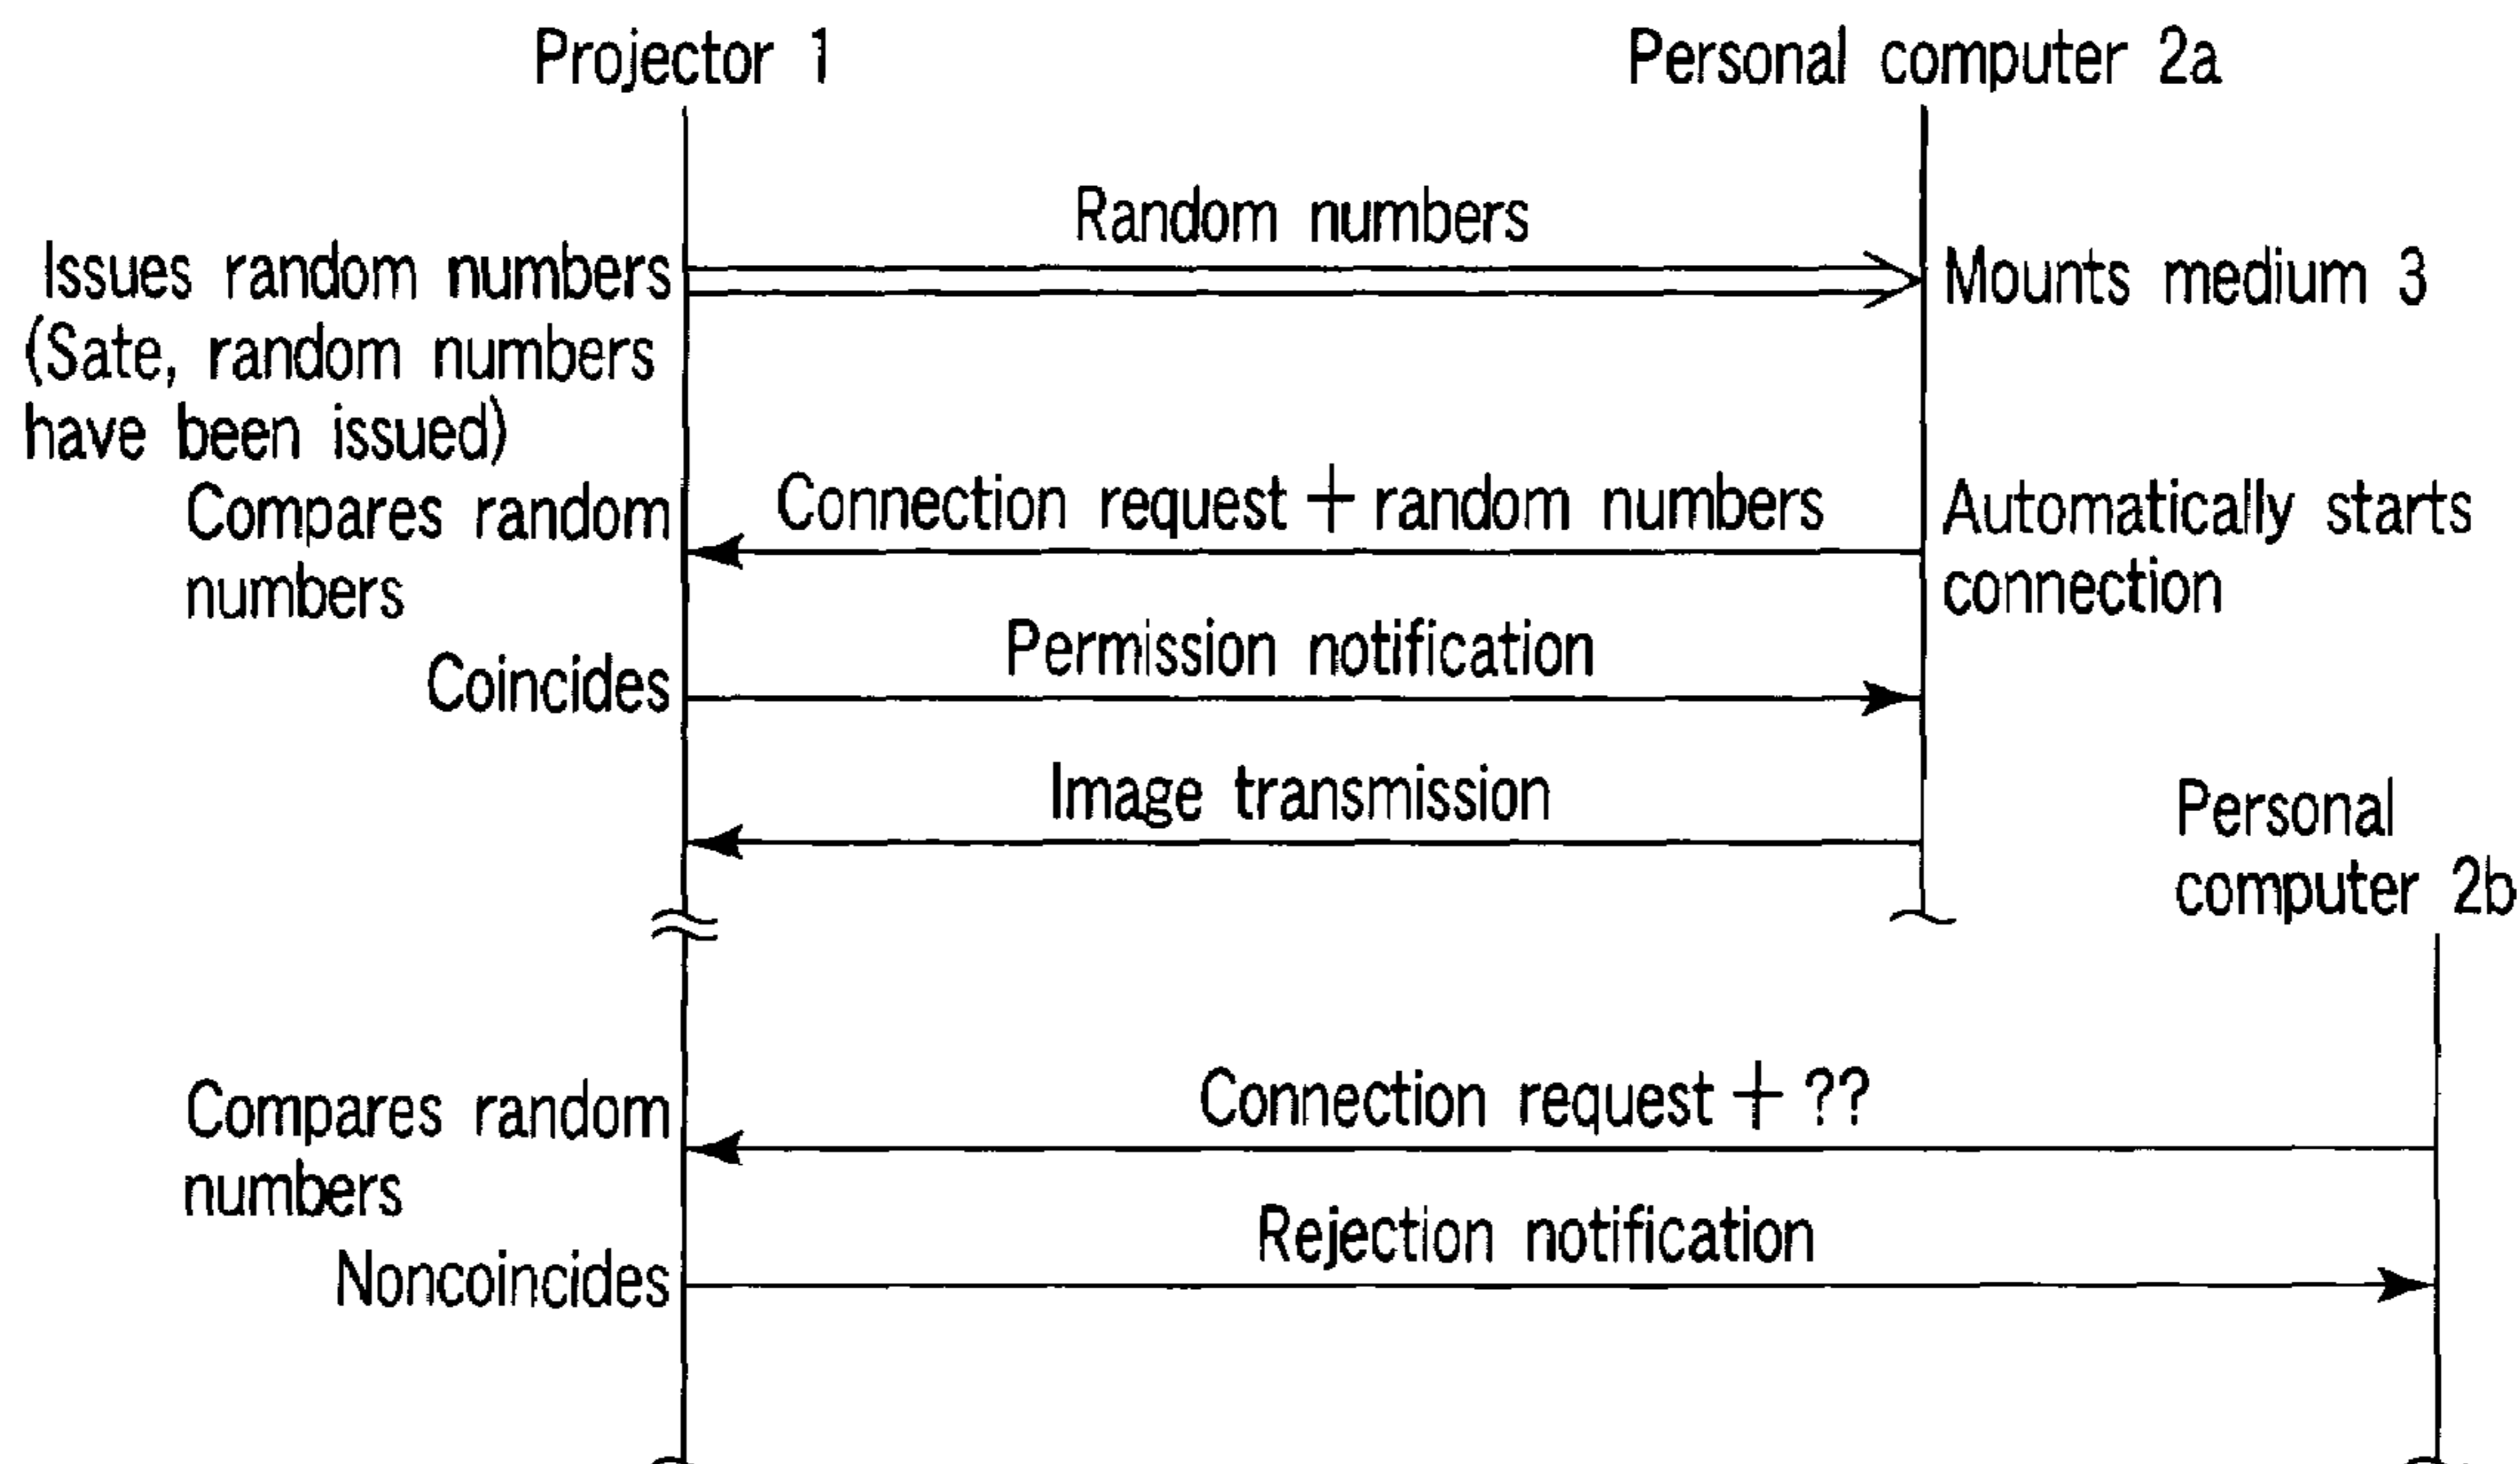 Projector 1
Personal computer 2a
Random numbers
Issues random numbers
(Sate, random numbers
have been issued)
Mounts medium 3
Compares random
numbers
Connection request + random numbers
Automatically starts
connection
Permission notification
Coincides
Image transmission
Personal
computer 2b
Compares random
numbers
Connection request + ??
Rejection notification
Noncoincides